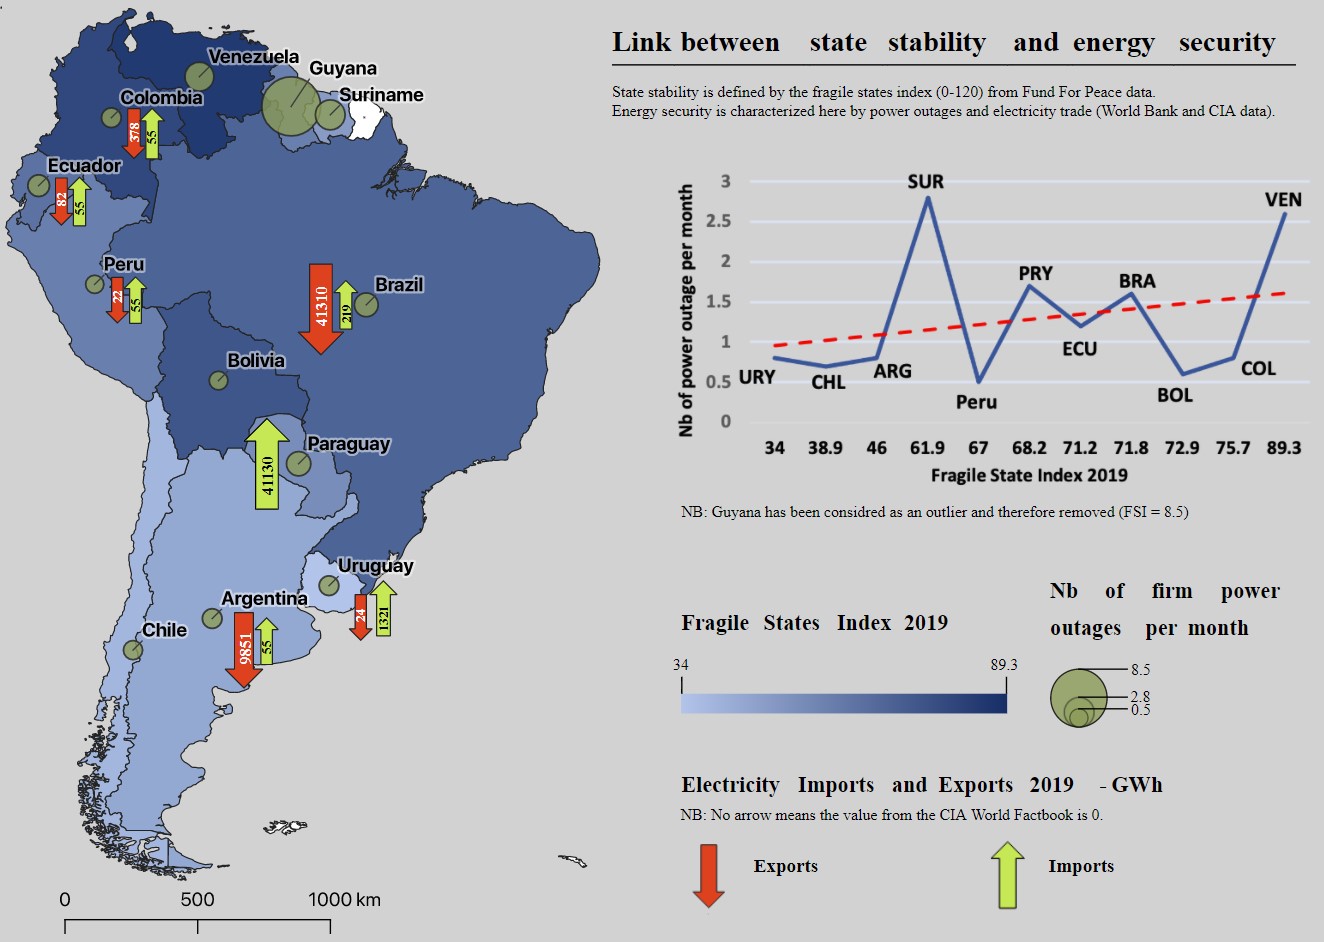 Link between state stability and energy security
State stability is defined by the fragile states index (0-120) from Fund For Peace data.
Energy security is characterized here by power outages and electricity trade (World Bank and CIA data).
Venezuela
Guyana
Suriname
Colombia
378
55
Ecuador
82
55
Peru
22
55
Brazil
41310
219
Bolivia
Paraguay
41130
Uruguay
24
1321
Argentina
9851
55
Chile
0 500 1000 km
Nb of power outage per month
3
2.5
2
1.5
1
0.5
0
SUR
VEN
PRY
BRA
ECU
URY
CHL
ARG
COL
Peru
BOL
34 38.9 46 61.9 67 68.2 71.2 71.8 72.9 75.7 89.3
Fragile State Index 2019
NB: Guyana has been considred as an outlier and therefore removed (FSI = 8.5)
Fragile States Index 2019
34 89.3
Nb of firm power
outages per month
8.5
2.8
0.5
Electricity Imports and Exports 2019 - GWh
NB: No arrow means the value from the CIA World Factbook is 0.
Exports
Imports